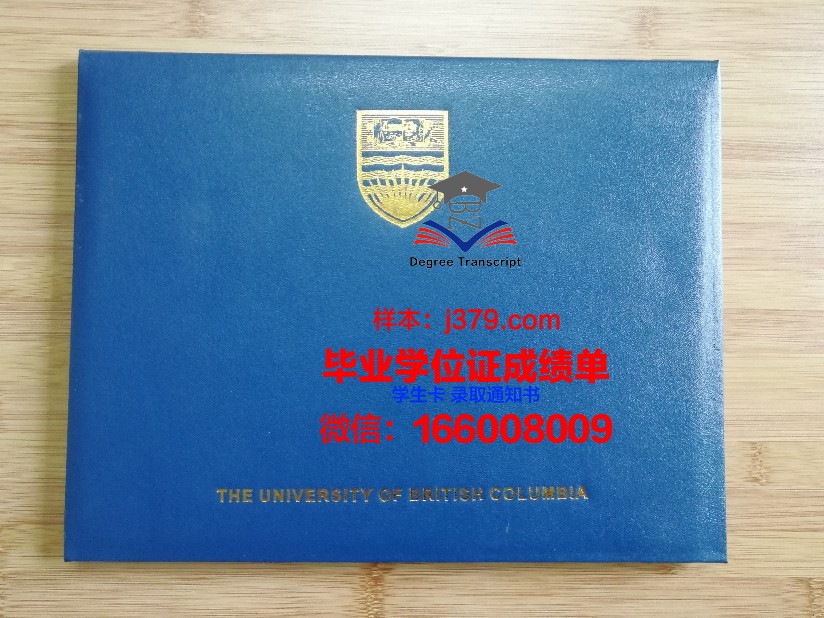 Degree Transcript
样本：j379.com
毕业学位证成绩单
学生卡 录取通知书
微信：166008009
THE UNIVERSITY OF BRITISH COLUMBIA